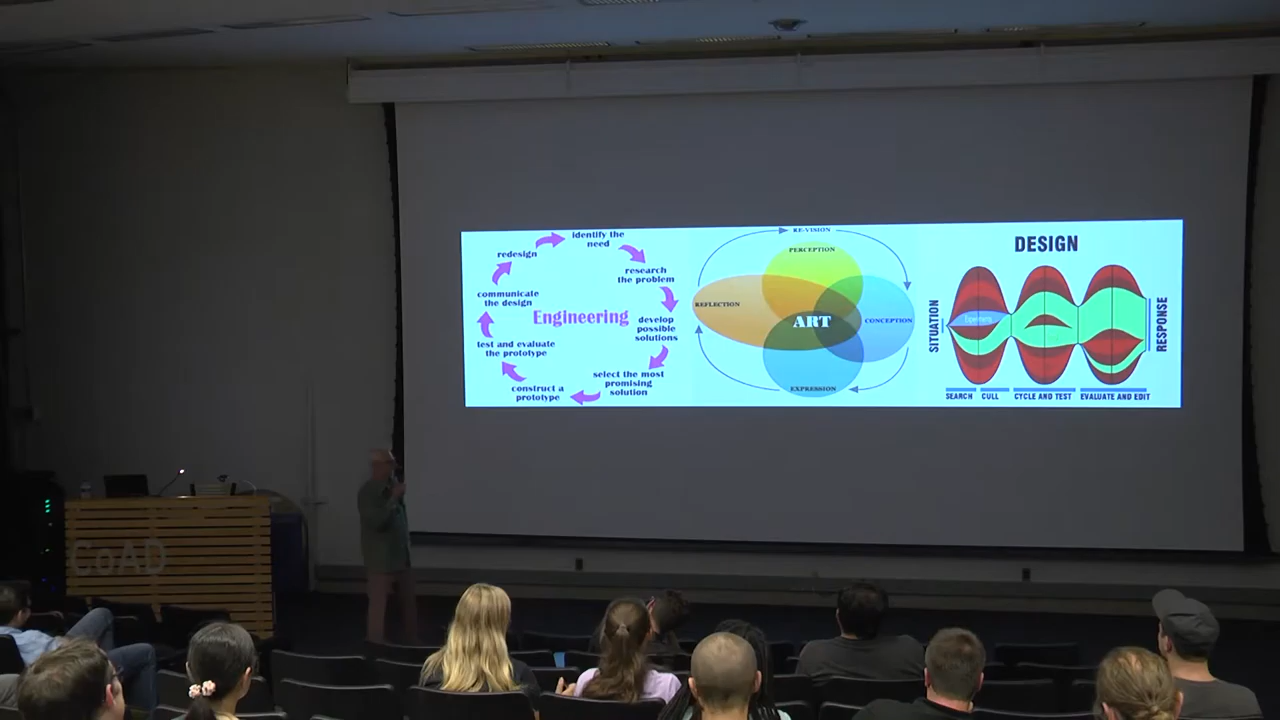 identify the
need
research
the problem
develop
possible
solutions
select the most
promising
solution
construct a
prototype
test and evaluate
the prototype
communicate
the design
redesign
Engineering
RE-VISION
PERCEPTION
REFLECTION
ART
CONCEPTION
EXPRESSION
DESIGN
SITUATION
Experiments
RESPONSE
SEARCH
CULL
CYCLE AND TEST
EVALUATE AND EDIT
CoAD